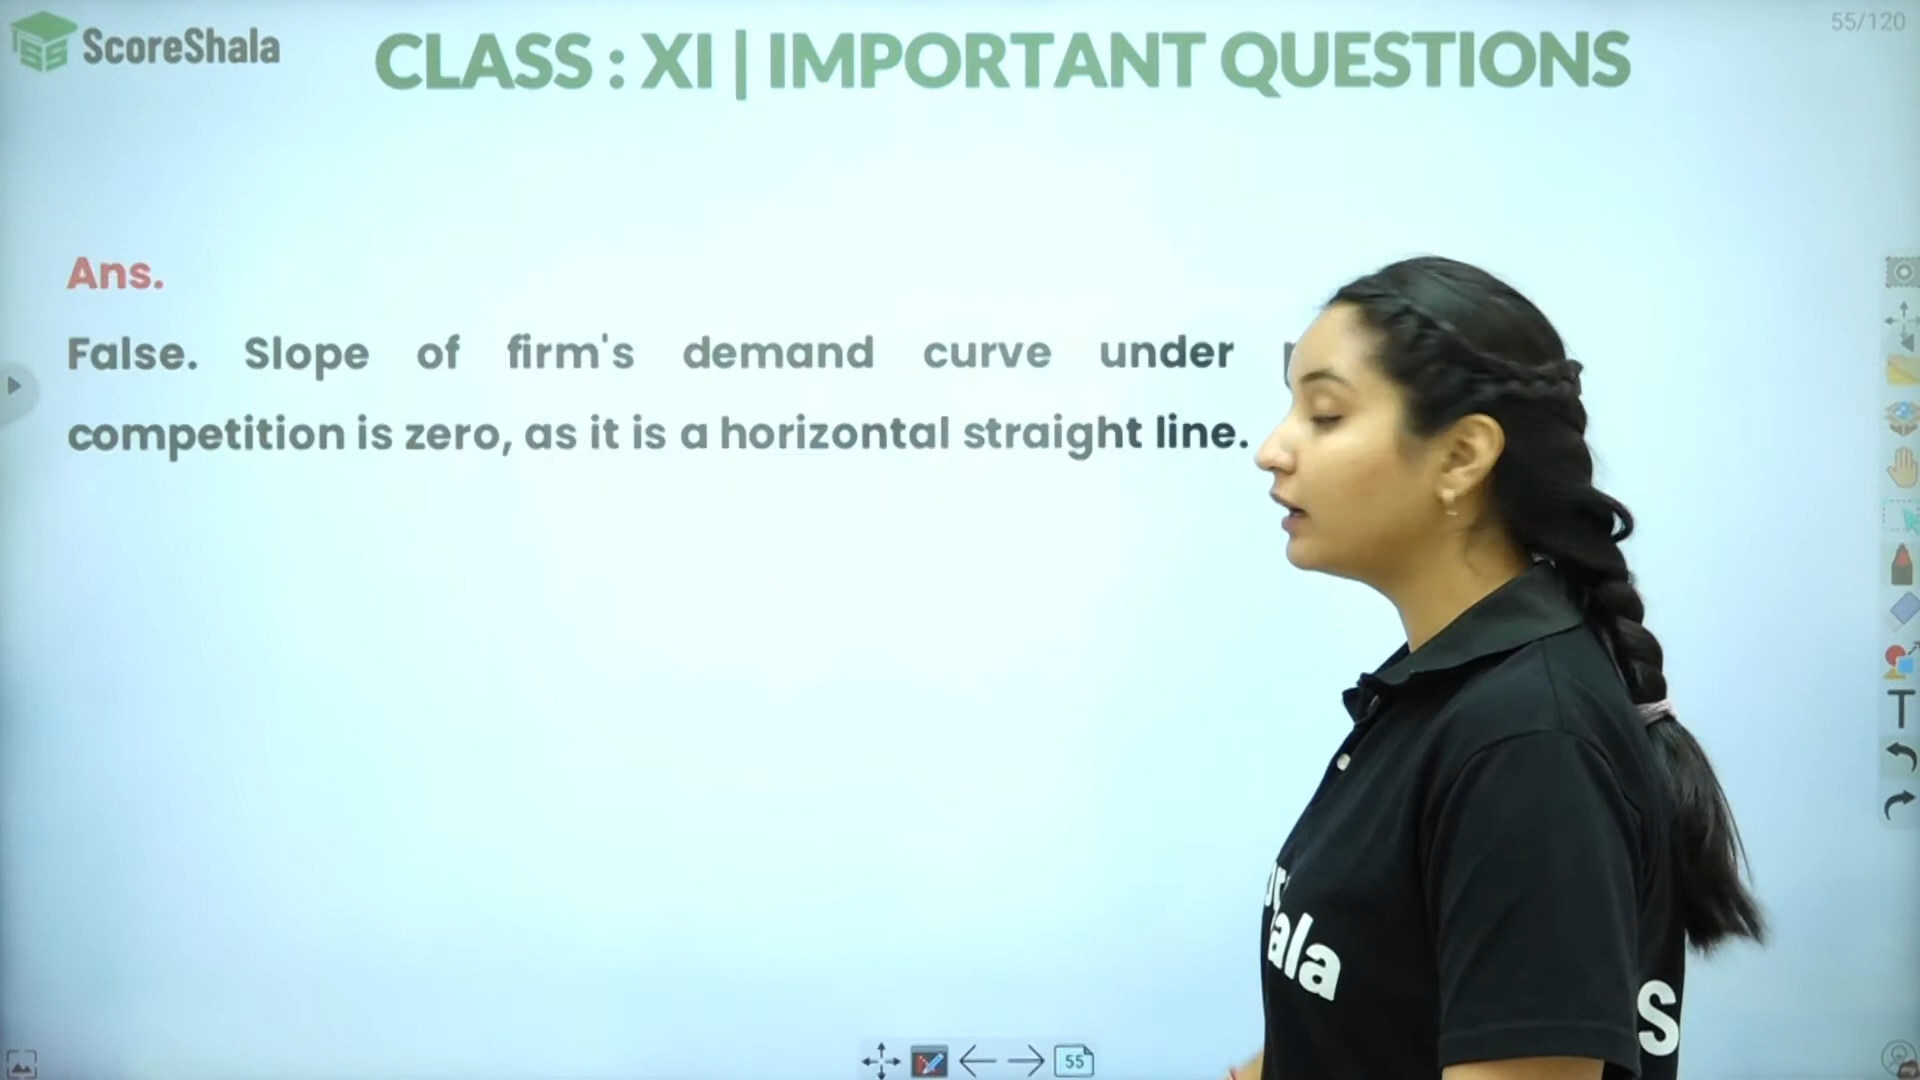 ScoreShala
CLASS : XI | IMPORTANT QUESTIONS
55/120
Ans.
False. Slope of firm's demand curve under
competition is zero, as it is a horizontal straight line.
ala
S
55